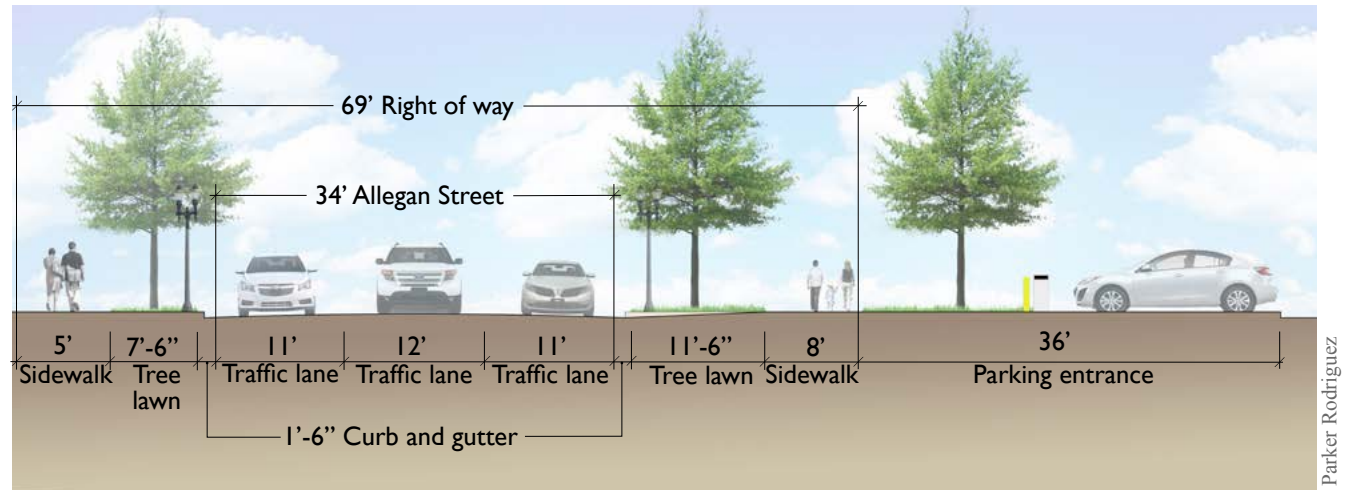 69’ Right of way
34’ Allegan Street
5’ 7’-6” 11’ 12’ 11’ 11’-6” 8’ 36’
Sidewalk Tree Traffic lane Traffic lane Traffic lane Tree lawn Sidewalk Parking entrance
lawn
1’-6” Curb and gutter
Parker Rodriguez